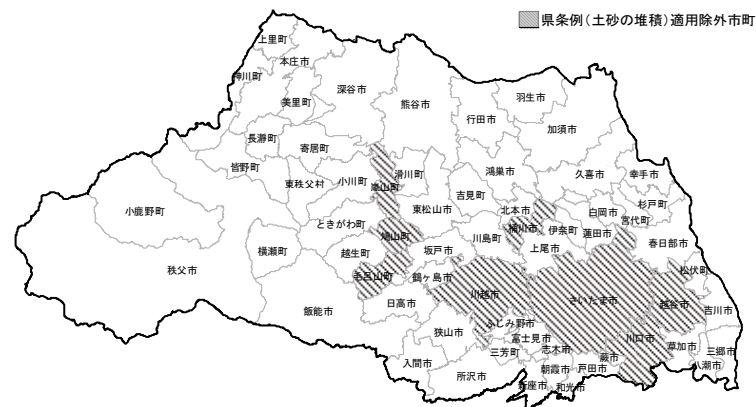 県条例(土砂の堆積)適用除外市町
上里町
本庄市
神川町
美里町
深谷市
熊谷市
行田市
羽生市
加須市
長瀞町
寄居町
皆野町
東秩父村
小川町
嵐山町
滑川町
東松山市
吉見町
鴻巣市
久喜市
幸手市
小鹿野町
ときがわ町
鳩山町
北本市
桶川市
伊奈町
白岡市
杉戸町
宮代町
蓮田市
上尾市
川島町
坂戸市
越生町
毛呂山町
横瀬町
秩父市
春日部市
鶴ヶ島市
川越市
さいたま市
松伏町
越谷市
吉川市
日高市
飯能市
狭山市
ふじみ野市
富士見市
三芳町
志木市
川口市
蕨市
草加市
三郷市
八潮市
入間市
所沢市
朝霞市
戸田市
新座市
和光市